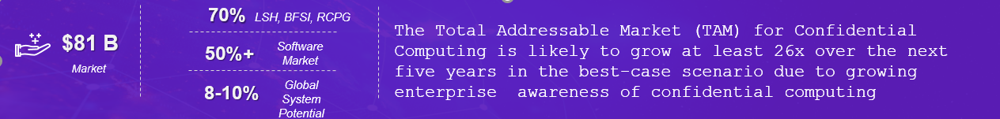 $81 B
Market
70% LSH, BFSI, RCPG
50%+ Software
Market
8-10% Global
System
Potential
The Total Addressable Market (TAM) for Confidential
Computing is likely to grow at least 26x over the next
five years in the best-case scenario due to growing
enterprise  awareness of confidential computing